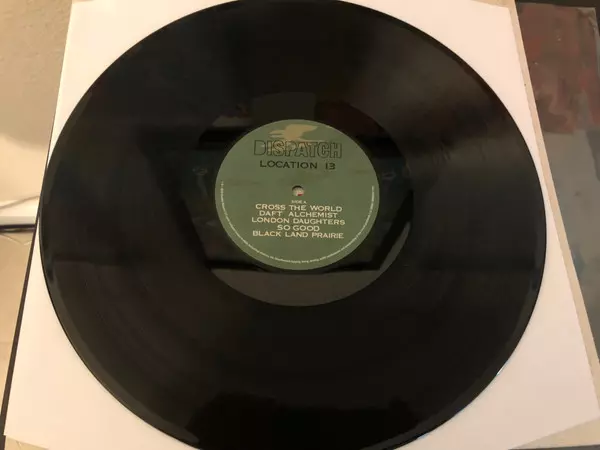 DISPATCH
LOCATION 13
SIDE A
CROSS THE WORLD
DAFT ALCHEMIST
LONDON DAUGHTERS
SO GOOD
BLACK LAND PRAIRIE